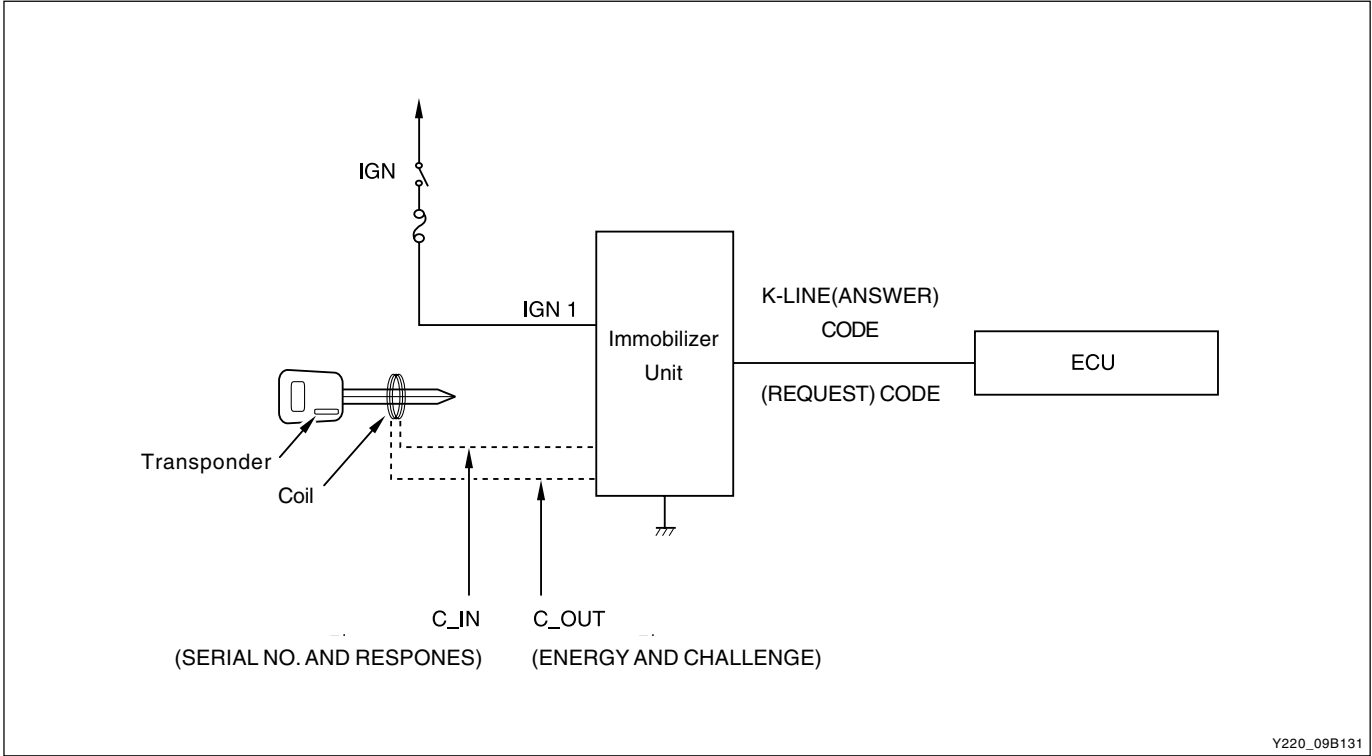 IGN
IGN 1
Immobilizer
Unit
K-LINE(ANSWER)
CODE
(REQUEST) CODE
ECU
Transponder
Coil
C_IN
C_OUT
(SERIAL NO. AND RESPONES)
(ENERGY AND CHALLENGE)
Y220_09B131